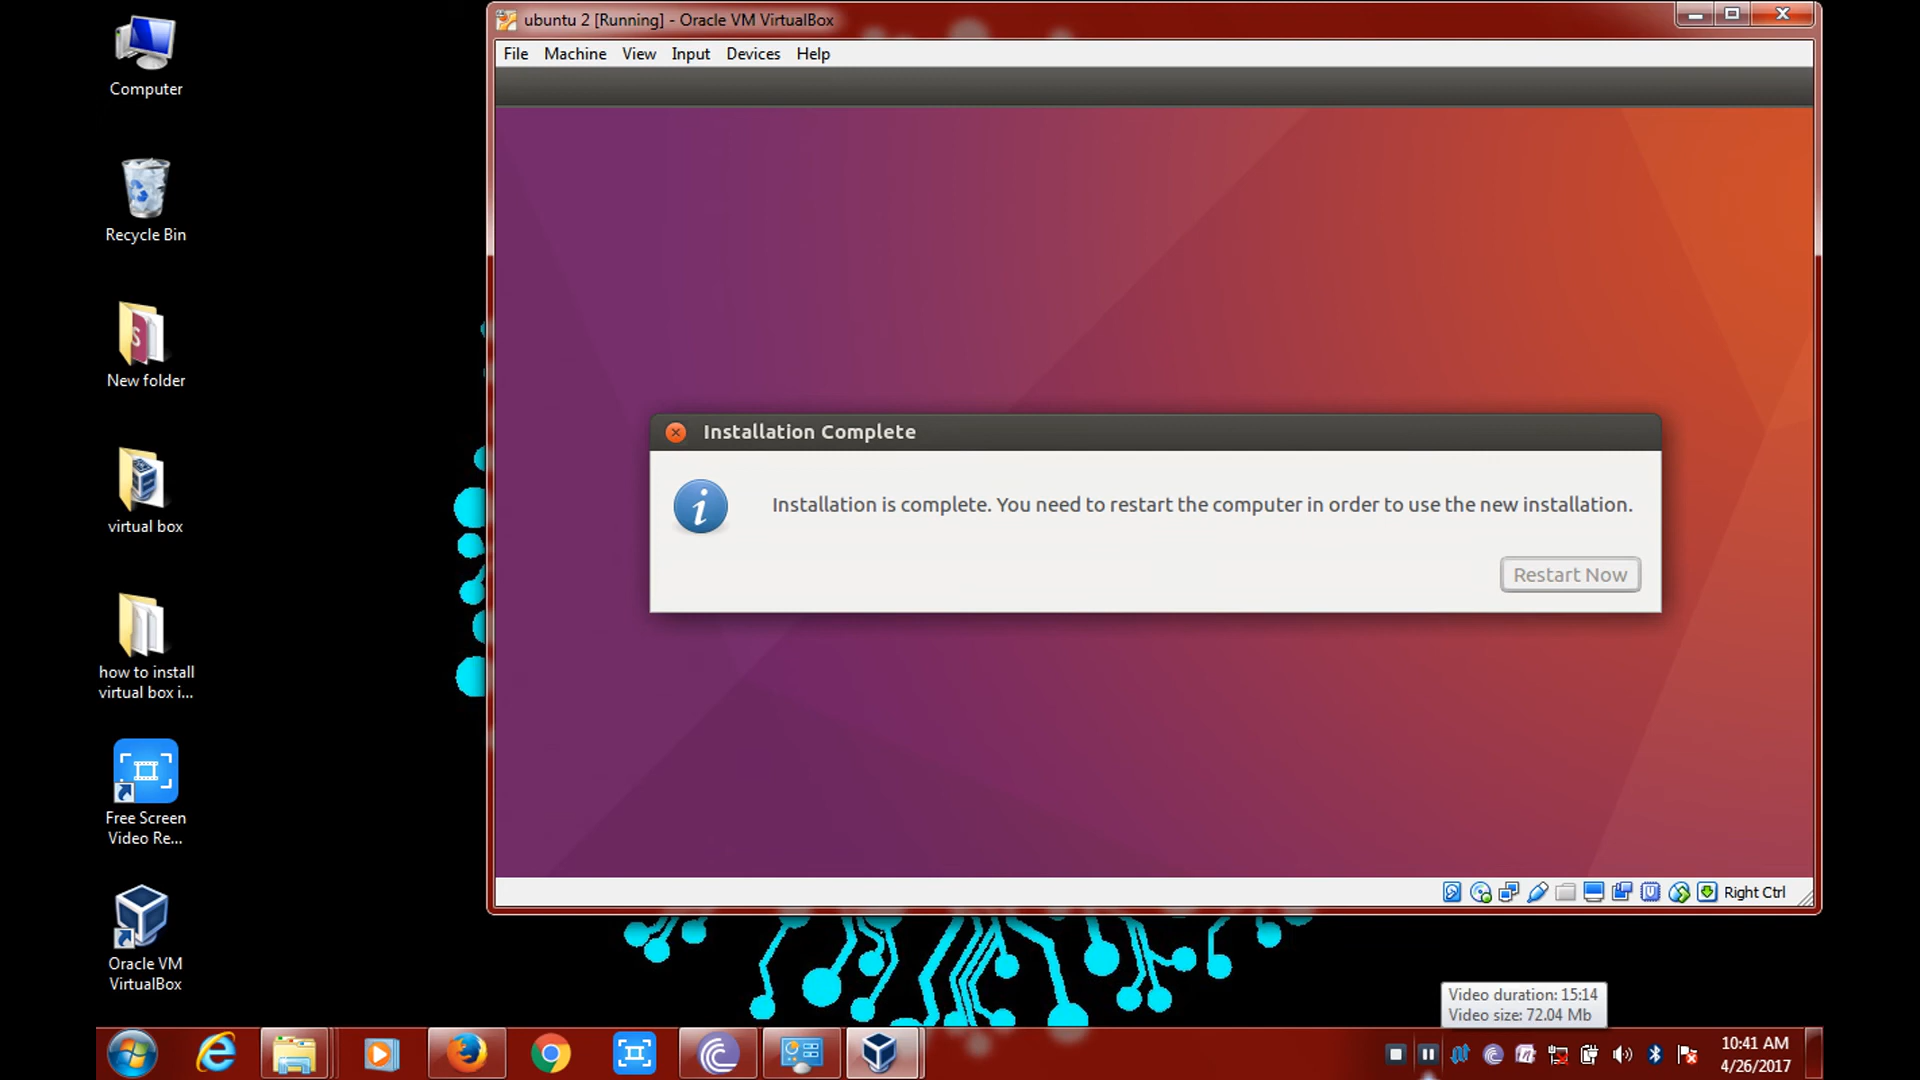 Computer
Recycle Bin
New folder
virtual box
how to install
virtual box i...
Free Screen
Video Re...
Oracle VM
VirtualBox
ubuntu 2 [Running] - Oracle VM VirtualBox
File Machine View Input Devices Help
Installation Complete
Installation is complete. You need to restart the computer in order to use the new installation.
Restart Now
Right Ctrl
Video duration: 15:14
Video size: 72.04 Mb
10:41 AM
4/26/2017